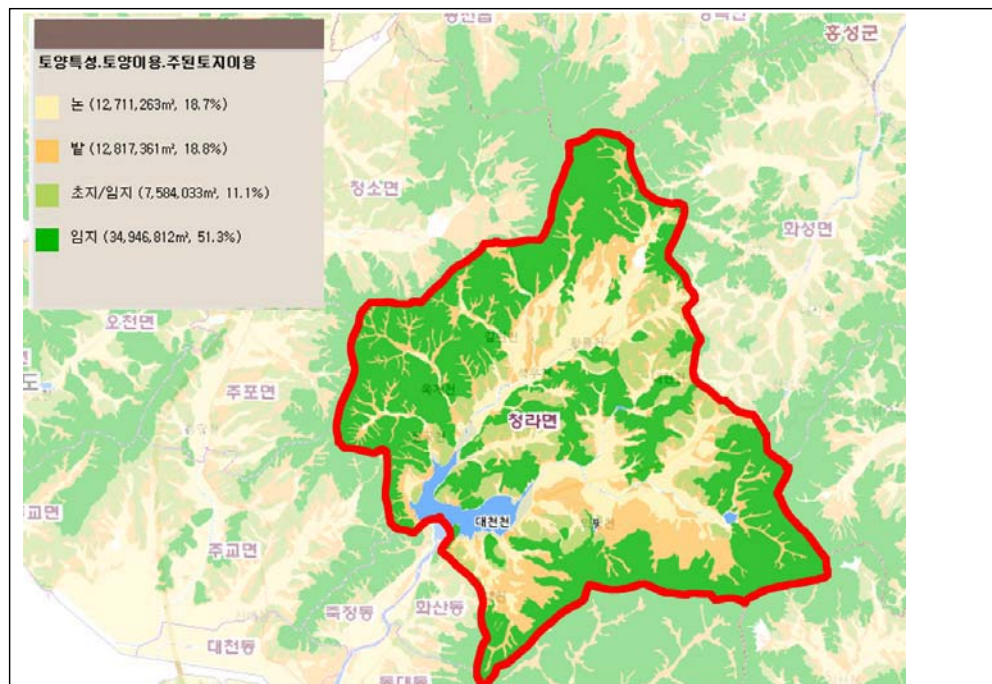 홍성군
토양특성.토양이용.주된토지이용
논 (12,711,263㎡, 18.7%)
밭 (12,817,361㎡, 18.8%)
초지/임지 (7,584,033㎡, 11.1%)
임지 (34,946,812㎡, 51.3%)
청소면
화성면
오천면
도
주포면
청라면
대천천
주교면
죽정동
화산동
대천동